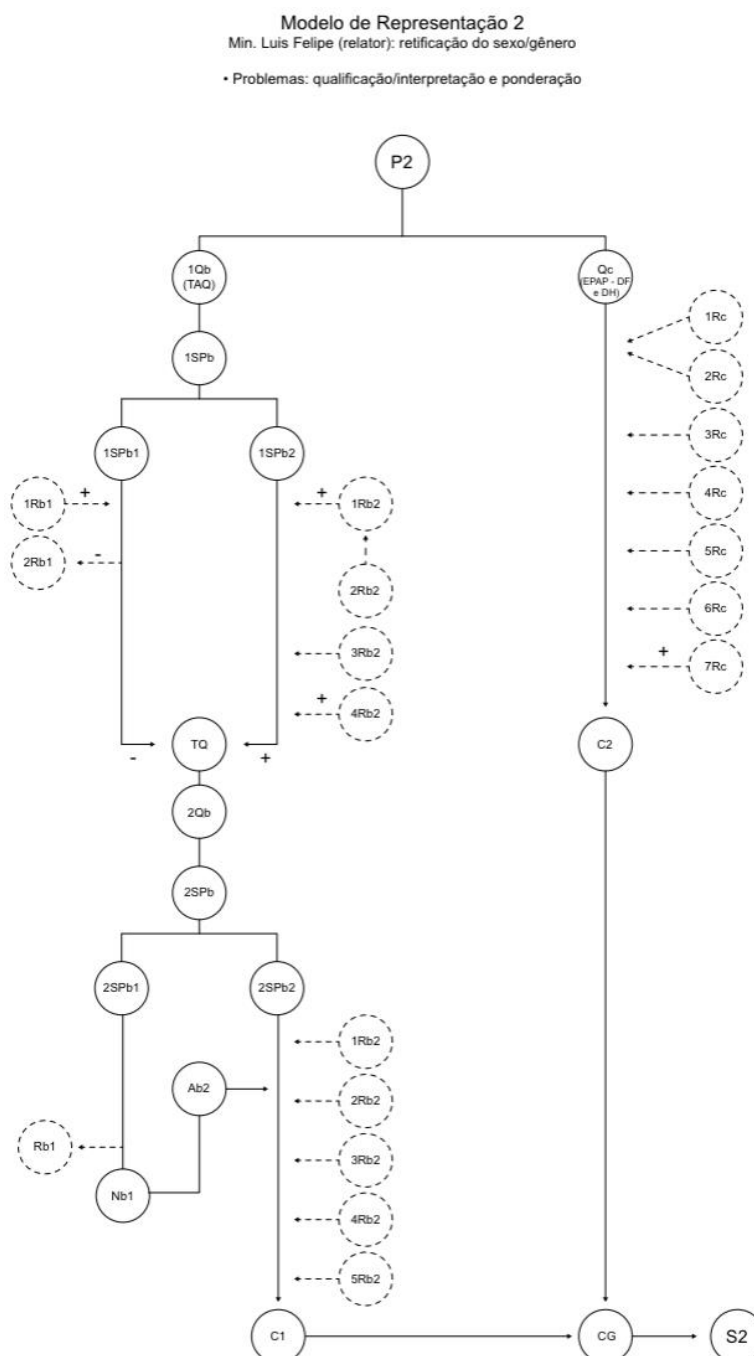 Modelo de Representação 2
Min. Luis Felipe (relator): retificação do sexo/gênero
• Problemas: qualificação/interpretação e ponderação
P2
1Qb
(TAQ)
Qc
(EPAP - DF
e DH)
1Rc
1SPb
2Rc
1SPb1
1SPb2
3Rc
+
+
1Rb1
1Rb2
4Rc
-
2Rb1
5Rc
2Rb2
6Rc
3Rb2
+
7Rc
+
4Rb2
TQ
C2
-
+
2Qb
2SPb
2SPb1
2SPb2
1Rb2
Ab2
2Rb2
Rb1
3Rb2
Nb1
4Rb2
5Rb2
C1
CG
S2